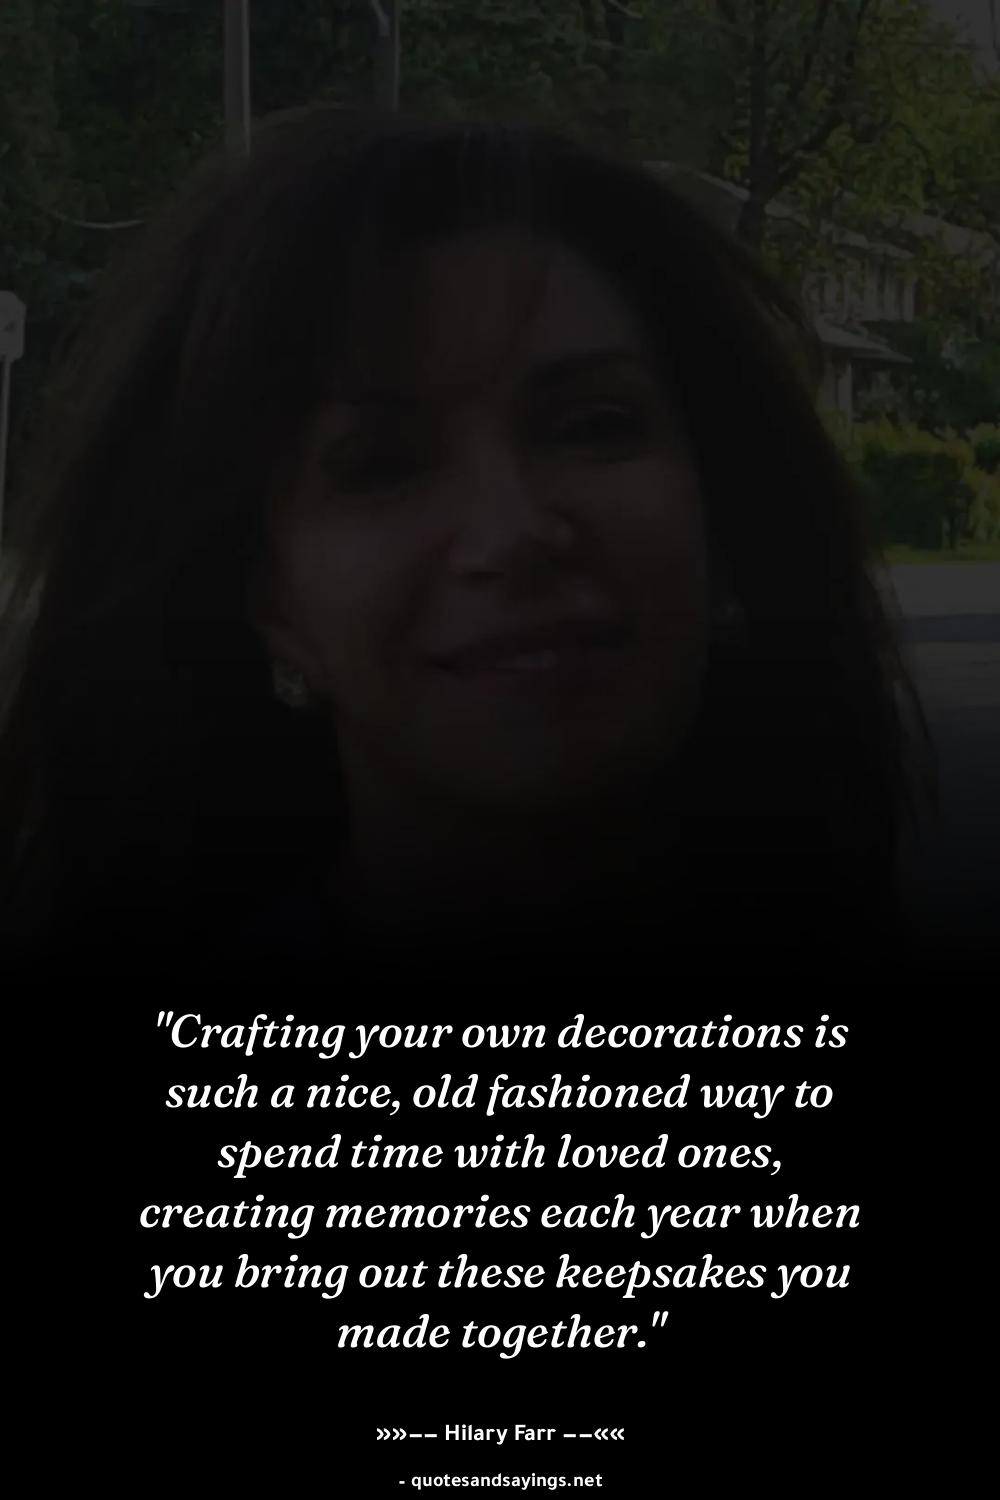 "Crafting your own decorations is
such a nice, old fashioned way to
spend time with loved ones,
creating memories each year when
you bring out these keepsakes you
made together."
»»−− Hilary Farr −−««
- quotesandsayings.net